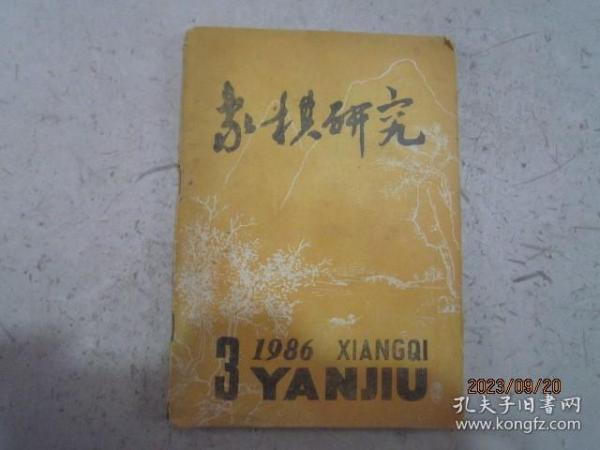 象棋研究
3 1986 XIANGQI
YANJIU
2023/09/20
孔夫子旧書网
www.kongfz.com